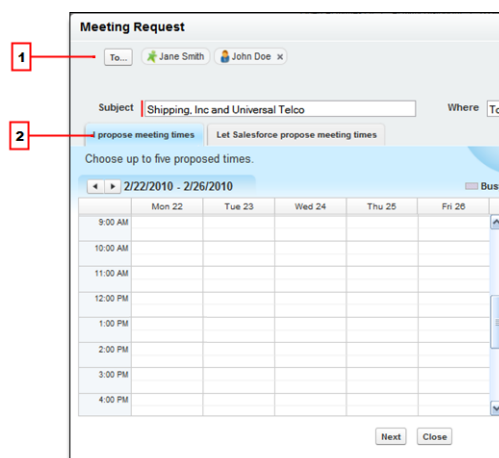 Meeting Request
1
To... Jane Smith John Doe x
Subject Shipping, Inc and Universal Telco Where
2
I propose meeting times Let Salesforce propose meeting times
Choose up to five proposed times.
2/22/2010 - 2/26/2010
Mon 22 Tue 23 Wed 24 Thu 25 Fri 26
9:00 AM
10:00 AM
11:00 AM
12:00 PM
1:00 PM
2:00 PM
3:00 PM
4:00 PM
Next Close